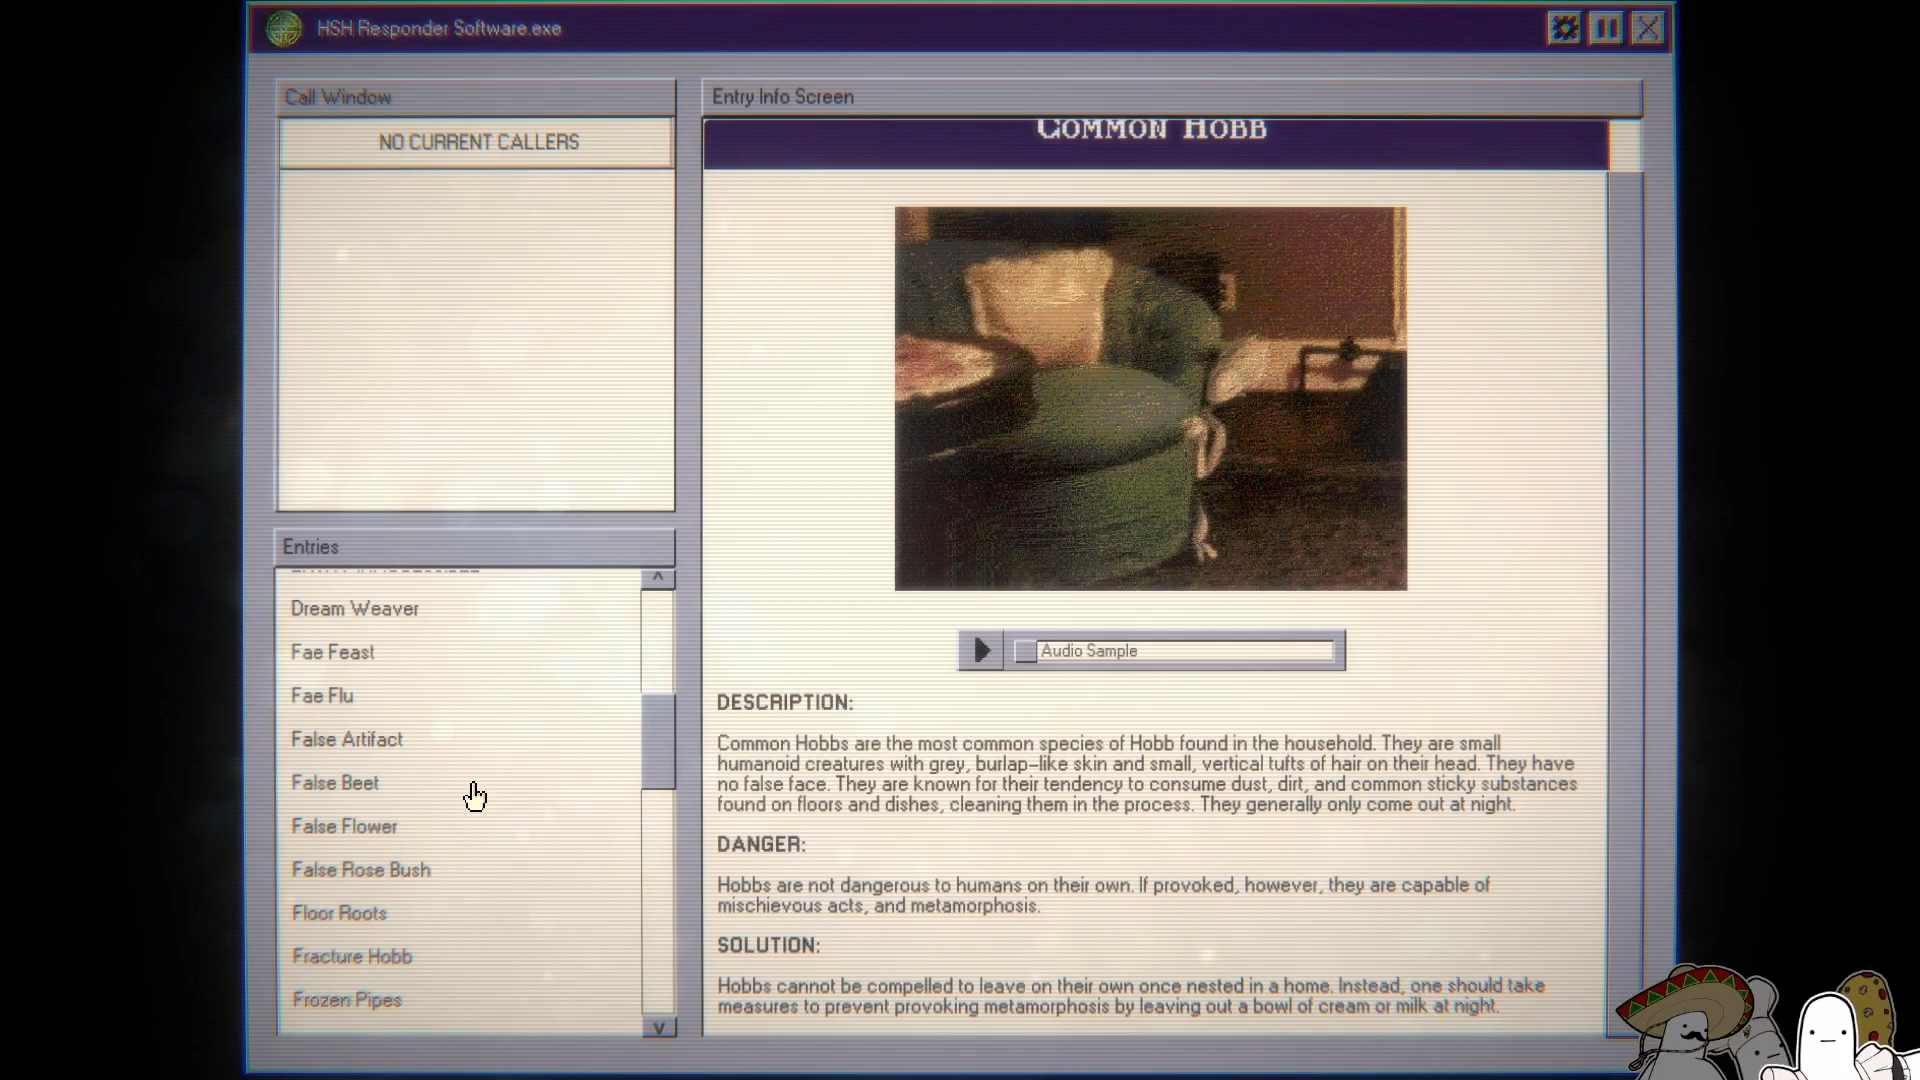 HSH Responder Software.exe
Call Window
NO CURRENT CALLERS
Entry Info Screen
COMMON HOBB
Audio Sample
DESCRIPTION:
Common Hobbs are the most common species of Hobb found in the household. They are small
humanoid creatures with grey, burlap-like skin and small, vertical tufts of hair on their head. They have
no false face. They are known for their tendency to consume dust, dirt, and common sticky substances
found on floors and dishes, cleaning them in the process. They generally only come out at night.
DANGER:
Hobbs are not dangerous to humans on their own. If provoked, however, they are capable of
mischievous acts, and metamorphosis.
SOLUTION:
Hobbs cannot be compelled to leave on their own once nested in a home. Instead, one should take
measures to prevent provoking metamorphosis by leaving out a bowl of cream or milk at night.
Entries
Dream Weaver
Fae Feast
Fae Flu
False Artifact
False Beet
False Flower
False Rose Bush
Floor Roots
Fracture Hobb
Frozen Pipes